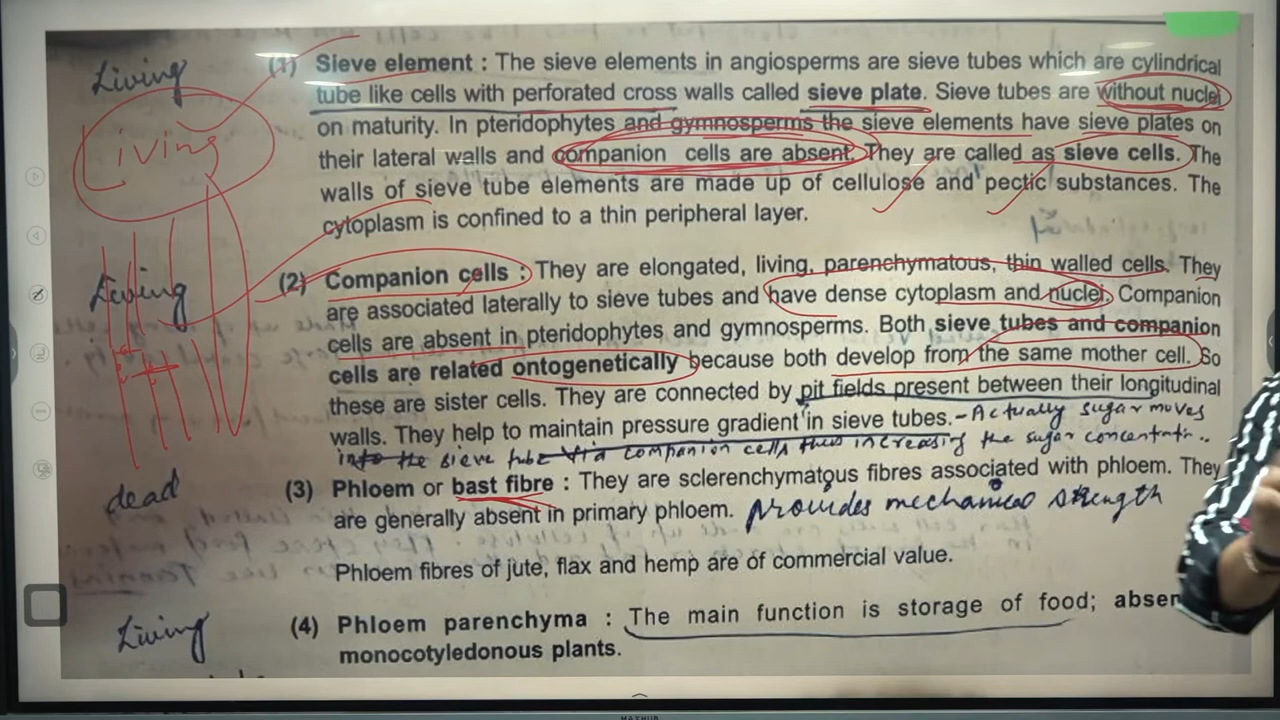 Living
Living
(1) Sieve element : The sieve elements in angiosperms are sieve tubes which are cylindrical
tube like cells with perforated cross walls called sieve plate. Sieve tubes are without nuclei
on maturity. In pteridophytes and gymnosperms the sieve elements have sieve plates on
their lateral walls and companion cells are absent. They are called as sieve cells. The
walls of sieve tube elements are made up of cellulose and pectic substances. The
cytoplasm is confined to a thin peripheral layer.
Living
(2) Companion cells : They are elongated, living, parenchymatous, thin walled cells. They
are associated laterally to sieve tubes and have dense cytoplasm and nuclei. Companion
cells are absent in pteridophytes and gymnosperms. Both sieve tubes and companion
cells are related ontogenetically because both develop from the same mother cell. So
these are sister cells. They are connected by pit fields present between their longitudinal
walls. They help to maintain pressure gradient in sieve tubes. - Actually sugar moves
into the sieve tube via companion cells thus increasing the sugar concentratin..
dead
(3) Phloem or bast fibre : They are sclerenchymatous fibres associated with phloem. They
are generally absent in primary phloem. provides mechanical strength
Phloem fibres of jute, flax and hemp are of commercial value.
Living
(4) Phloem parenchyma : The main function is storage of food; absen
monocotyledonous plants.